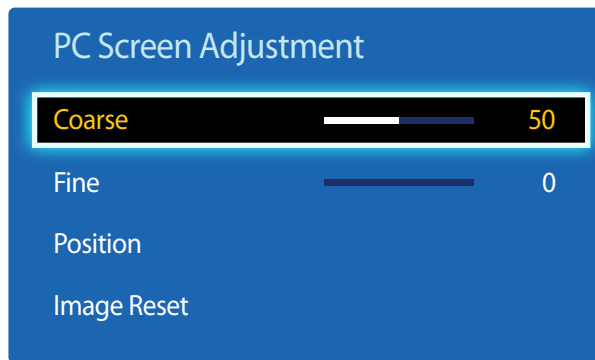 PC Screen Adjustment
Coarse 50
Fine 0
Position
Image Reset